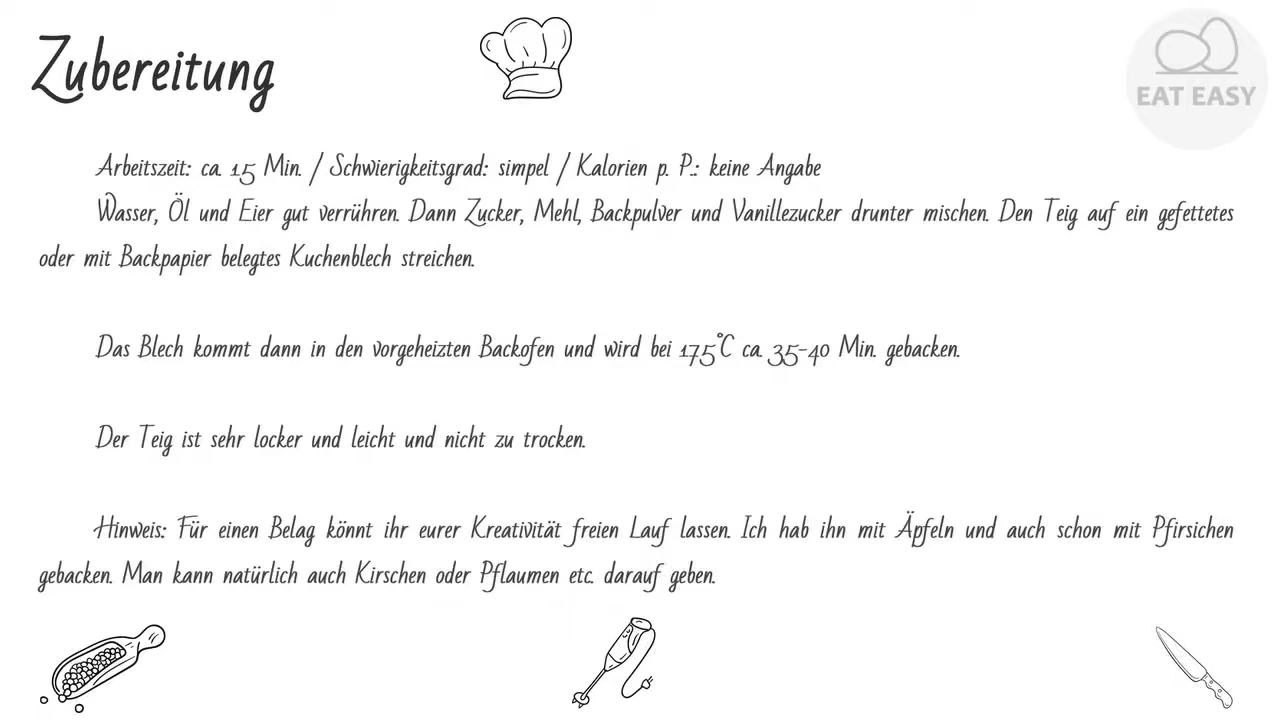 Zubereitung
EAT EASY
Arbeitszeit: ca. 15 Min. / Schwierigkeitsgrad: simpel / Kalorien p. P.: keine Angabe
Wasser, Öl und Eier gut verrühren. Dann Zucker, Mehl, Backpulver und Vanillezucker drunter mischen. Den Teig auf ein gefettetes
oder mit Backpapier belegtes Kuchenblech streichen.
Das Blech kommt dann in den vorgeheizten Backofen und wird bei 175°C ca. 35-40 Min. gebacken.
Der Teig ist sehr locker und leicht und nicht zu trocken.
Hinweis: Für einen Belag könnt ihr eurer Kreativität freien Lauf lassen. Ich hab ihn mit Äpfeln und auch schon mit Pfirsichen
gebacken. Man kann natürlich auch Kirschen oder Pflaumen etc. darauf geben.